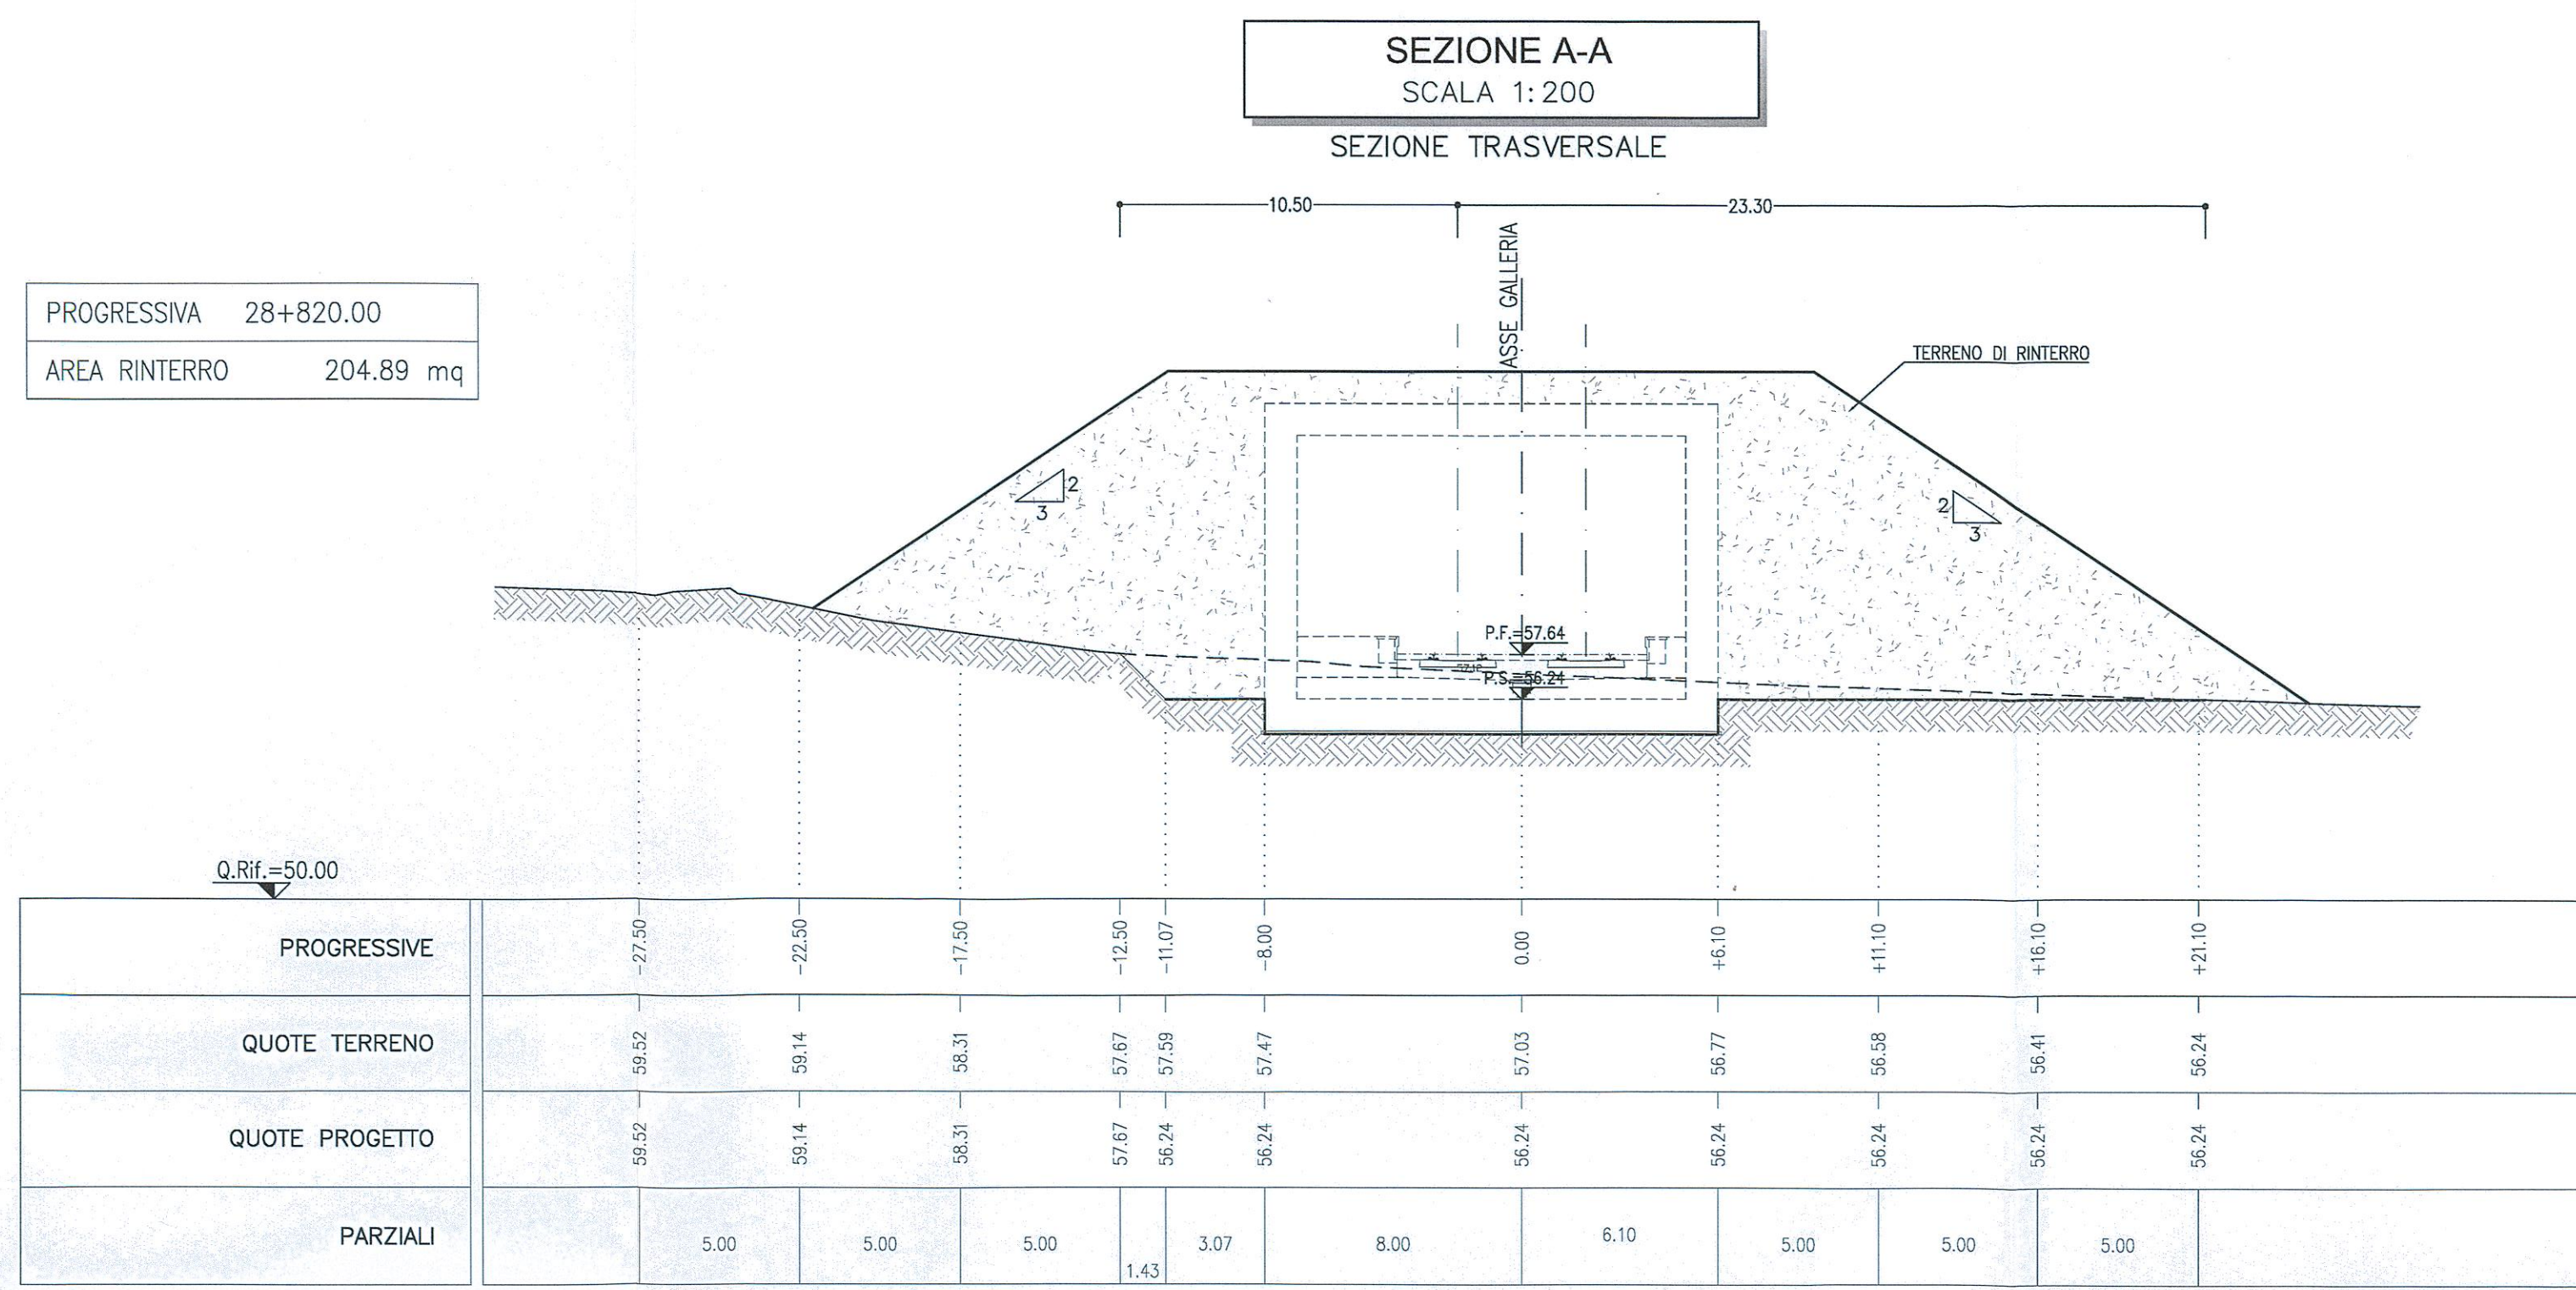 SEZIONE A-A
SCALA 1:200
SEZIONE TRASVERSALE
10.50
23.30
ASSE GALLERIA
PROGRESSIVA 28+820.00
AREA RINTERRO 204.89 mq
TERRENO DI RINTERRO
2
3
2
3
P.F.=57.64
P.S.=56.24
Q.Rif.=50.00
PROGRESSIVE -27.50 -22.50 -17.50 -12.50 -11.07 -8.00 0.00 +6.10 +11.10 +16.10 +21.10
QUOTE TERRENO 59.52 59.14 58.31 57.67 57.59 57.47 57.03 56.77 56.58 56.41 56.24
QUOTE PROGETTO 59.52 59.14 58.31 57.67 56.24 56.24 56.24 56.24 56.24 56.24 56.24
PARZIALI 5.00 5.00 5.00 1.43 3.07 8.00 6.10 5.00 5.00 5.00